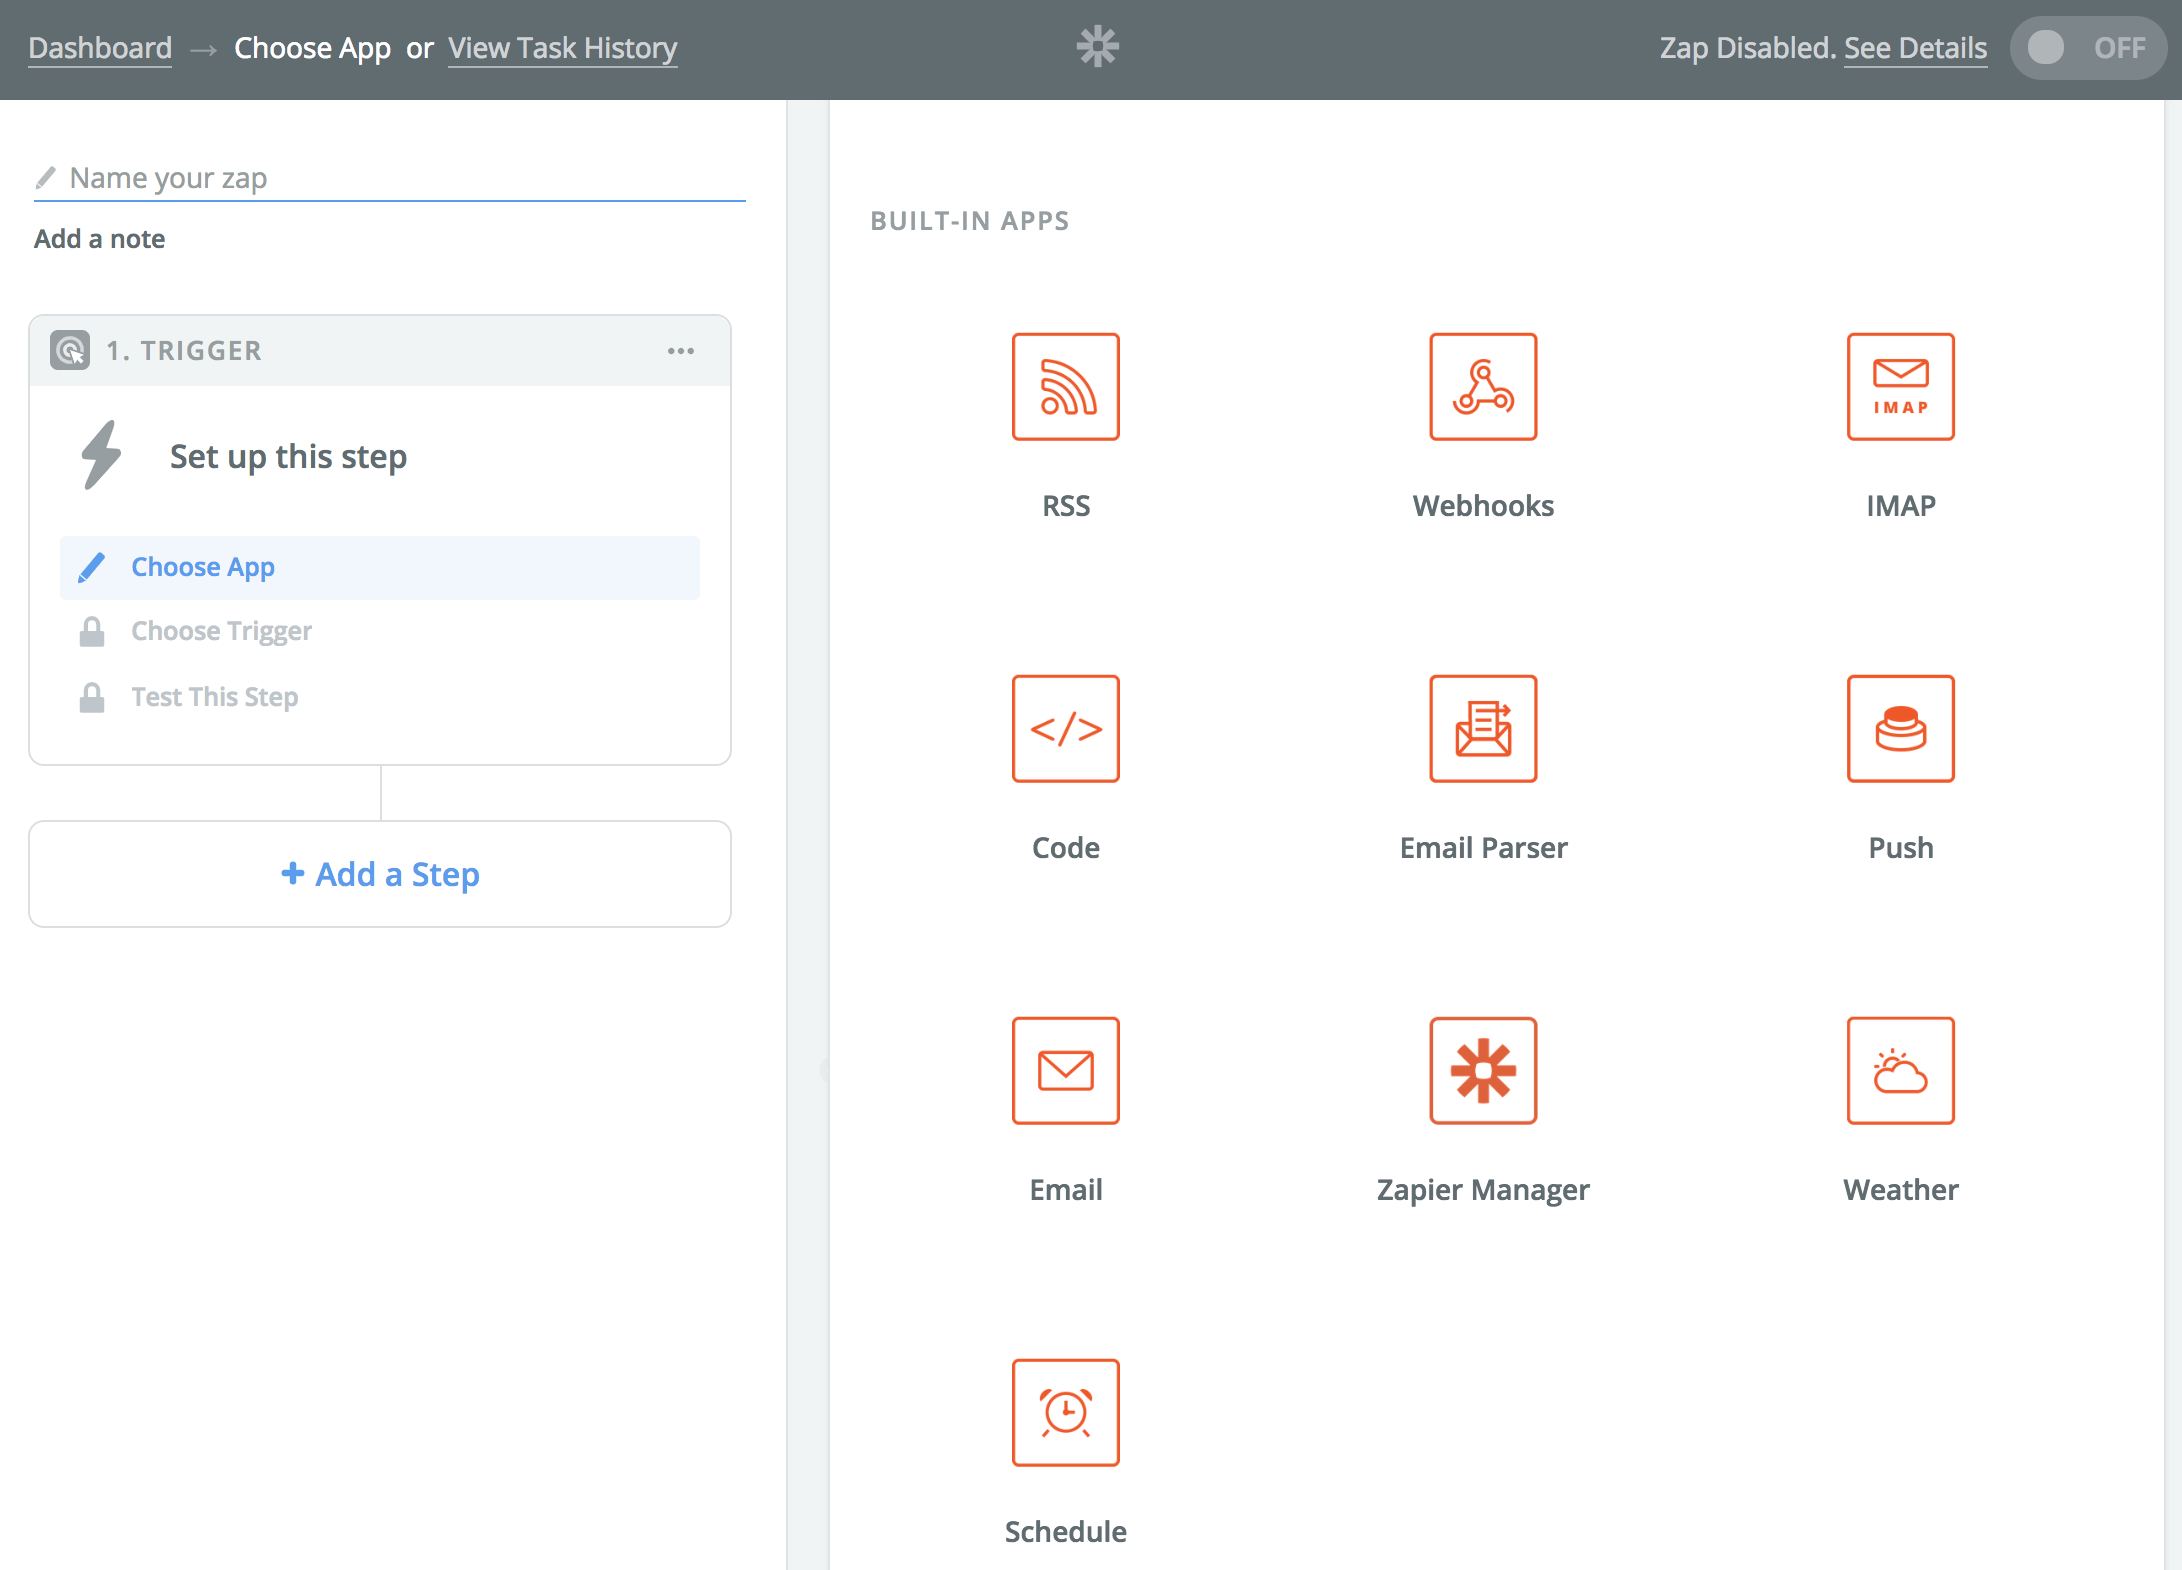 Dashboard → Choose App or View Task History
Zap Disabled. See Details
OFF
Name your zap
Add a note
1. TRIGGER
Set up this step
Choose App
Choose Trigger
Test This Step
+ Add a Step
BUILT-IN APPS
IMAP
RSS
Webhooks
IMAP
</>
Code
Email Parser
Push
Email
Zapier Manager
Weather
Schedule